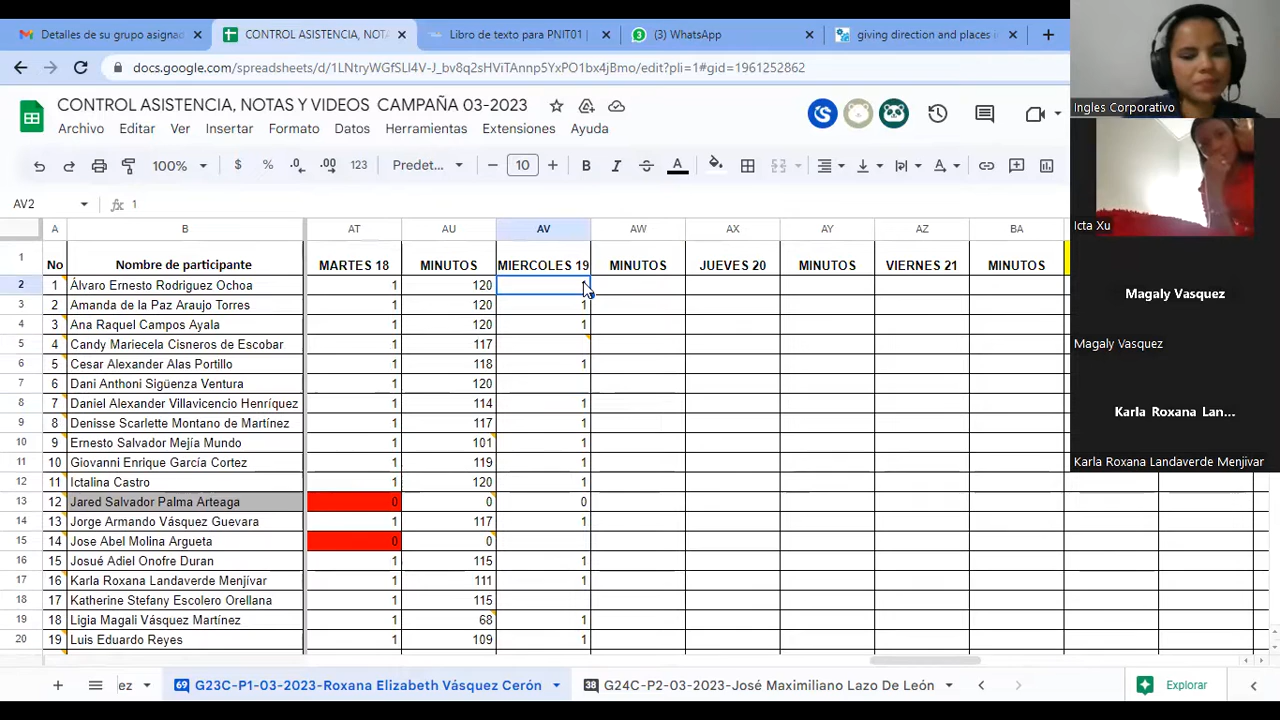 Detalles de su grupo asignad
CONTROL ASISTENCIA, NOTA
Libro de texto para PNIT01 |
(3) WhatsApp
giving direction and places i
docs.google.com/spreadsheets/d/1LNtryWGfSLI4V-J_bv8q2sHViTAnnp5YxPO1bx4jBmo/edit?pli=1#gid=1961252862
CONTROL ASISTENCIA, NOTAS Y VIDEOS CAMPAÑA 03-2023
Archivo Editar Ver Insertar Formato Datos Herramientas Extensiones Ayuda
100% $ % .0 .00 123 Predet... 10 B I A
AV2 fx 1
A B AT AU AV AW AX AY AZ BA
1 No Nombre de participante MARTES 18 MINUTOS MIERCOLES 19 MINUTOS JUEVES 20 MINUTOS VIERNES 21 MINUTOS
2 1 Álvaro Ernesto Rodriguez Ochoa 1 120
3 2 Amanda de la Paz Araujo Torres 1 120 1
4 3 Ana Raquel Campos Ayala 1 120 1
5 4 Candy Mariecela Cisneros de Escobar 1 117
6 5 Cesar Alexander Alas Portillo 1 118 1
7 6 Dani Anthoni Sigüenza Ventura 1 120
8 7 Daniel Alexander Villavicencio Henríquez 1 114 1
9 8 Denisse Scarlette Montano de Martínez 1 117 1
10 9 Ernesto Salvador Mejía Mundo 1 101 1
11 10 Giovanni Enrique García Cortez 1 119 1
12 11 Ictalina Castro 1 120 1
13 12 Jared Salvador Palma Arteaga 0 0 0
14 13 Jorge Armando Vásquez Guevara 1 117 1
15 14 Jose Abel Molina Argueta 0 0
16 15 Josué Adiel Onofre Duran 1 115 1
17 16 Karla Roxana Landaverde Menjívar 1 111 1
18 17 Katherine Stefany Escolero Orellana 1 115
19 18 Ligia Magali Vásquez Martínez 1 68 1
20 19 Luis Eduardo Reyes 1 109 1
ez 69 G23C-P1-03-2023-Roxana Elizabeth Vásquez Cerón 38 G24C-P2-03-2023-José Maximiliano Lazo De León Explorar
Ingles Corporativo
Icta Xu
Magaly Vasquez
Magaly Vasquez
Karla Roxana Lan...
Karla Roxana Landaverde Menjivar